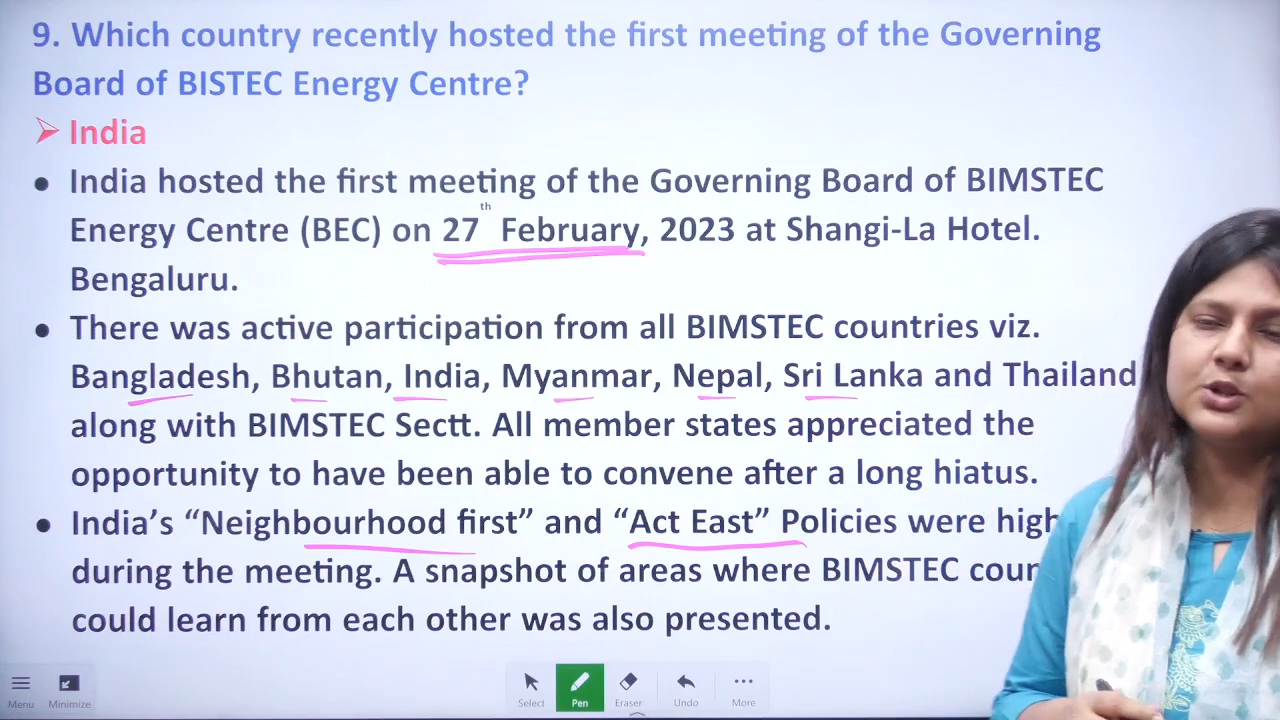 9. Which country recently hosted the first meeting of the Governing
Board of BISTEC Energy Centre?
➢ India
• India hosted the first meeting of the Governing Board of BIMSTEC
Energy Centre (BEC) on 27th February, 2023 at Shangi-La Hotel.
Bengaluru.
• There was active participation from all BIMSTEC countries viz.
Bangladesh, Bhutan, India, Myanmar, Nepal, Sri Lanka and Thailand
along with BIMSTEC Sectt. All member states appreciated the
opportunity to have been able to convene after a long hiatus.
• India's “Neighbourhood first” and “Act East” Policies were
during the meeting. A snapshot of areas where BIMSTEC
could learn from each other was also presented.
Menu Minimize Select Pen Eraser Undo More